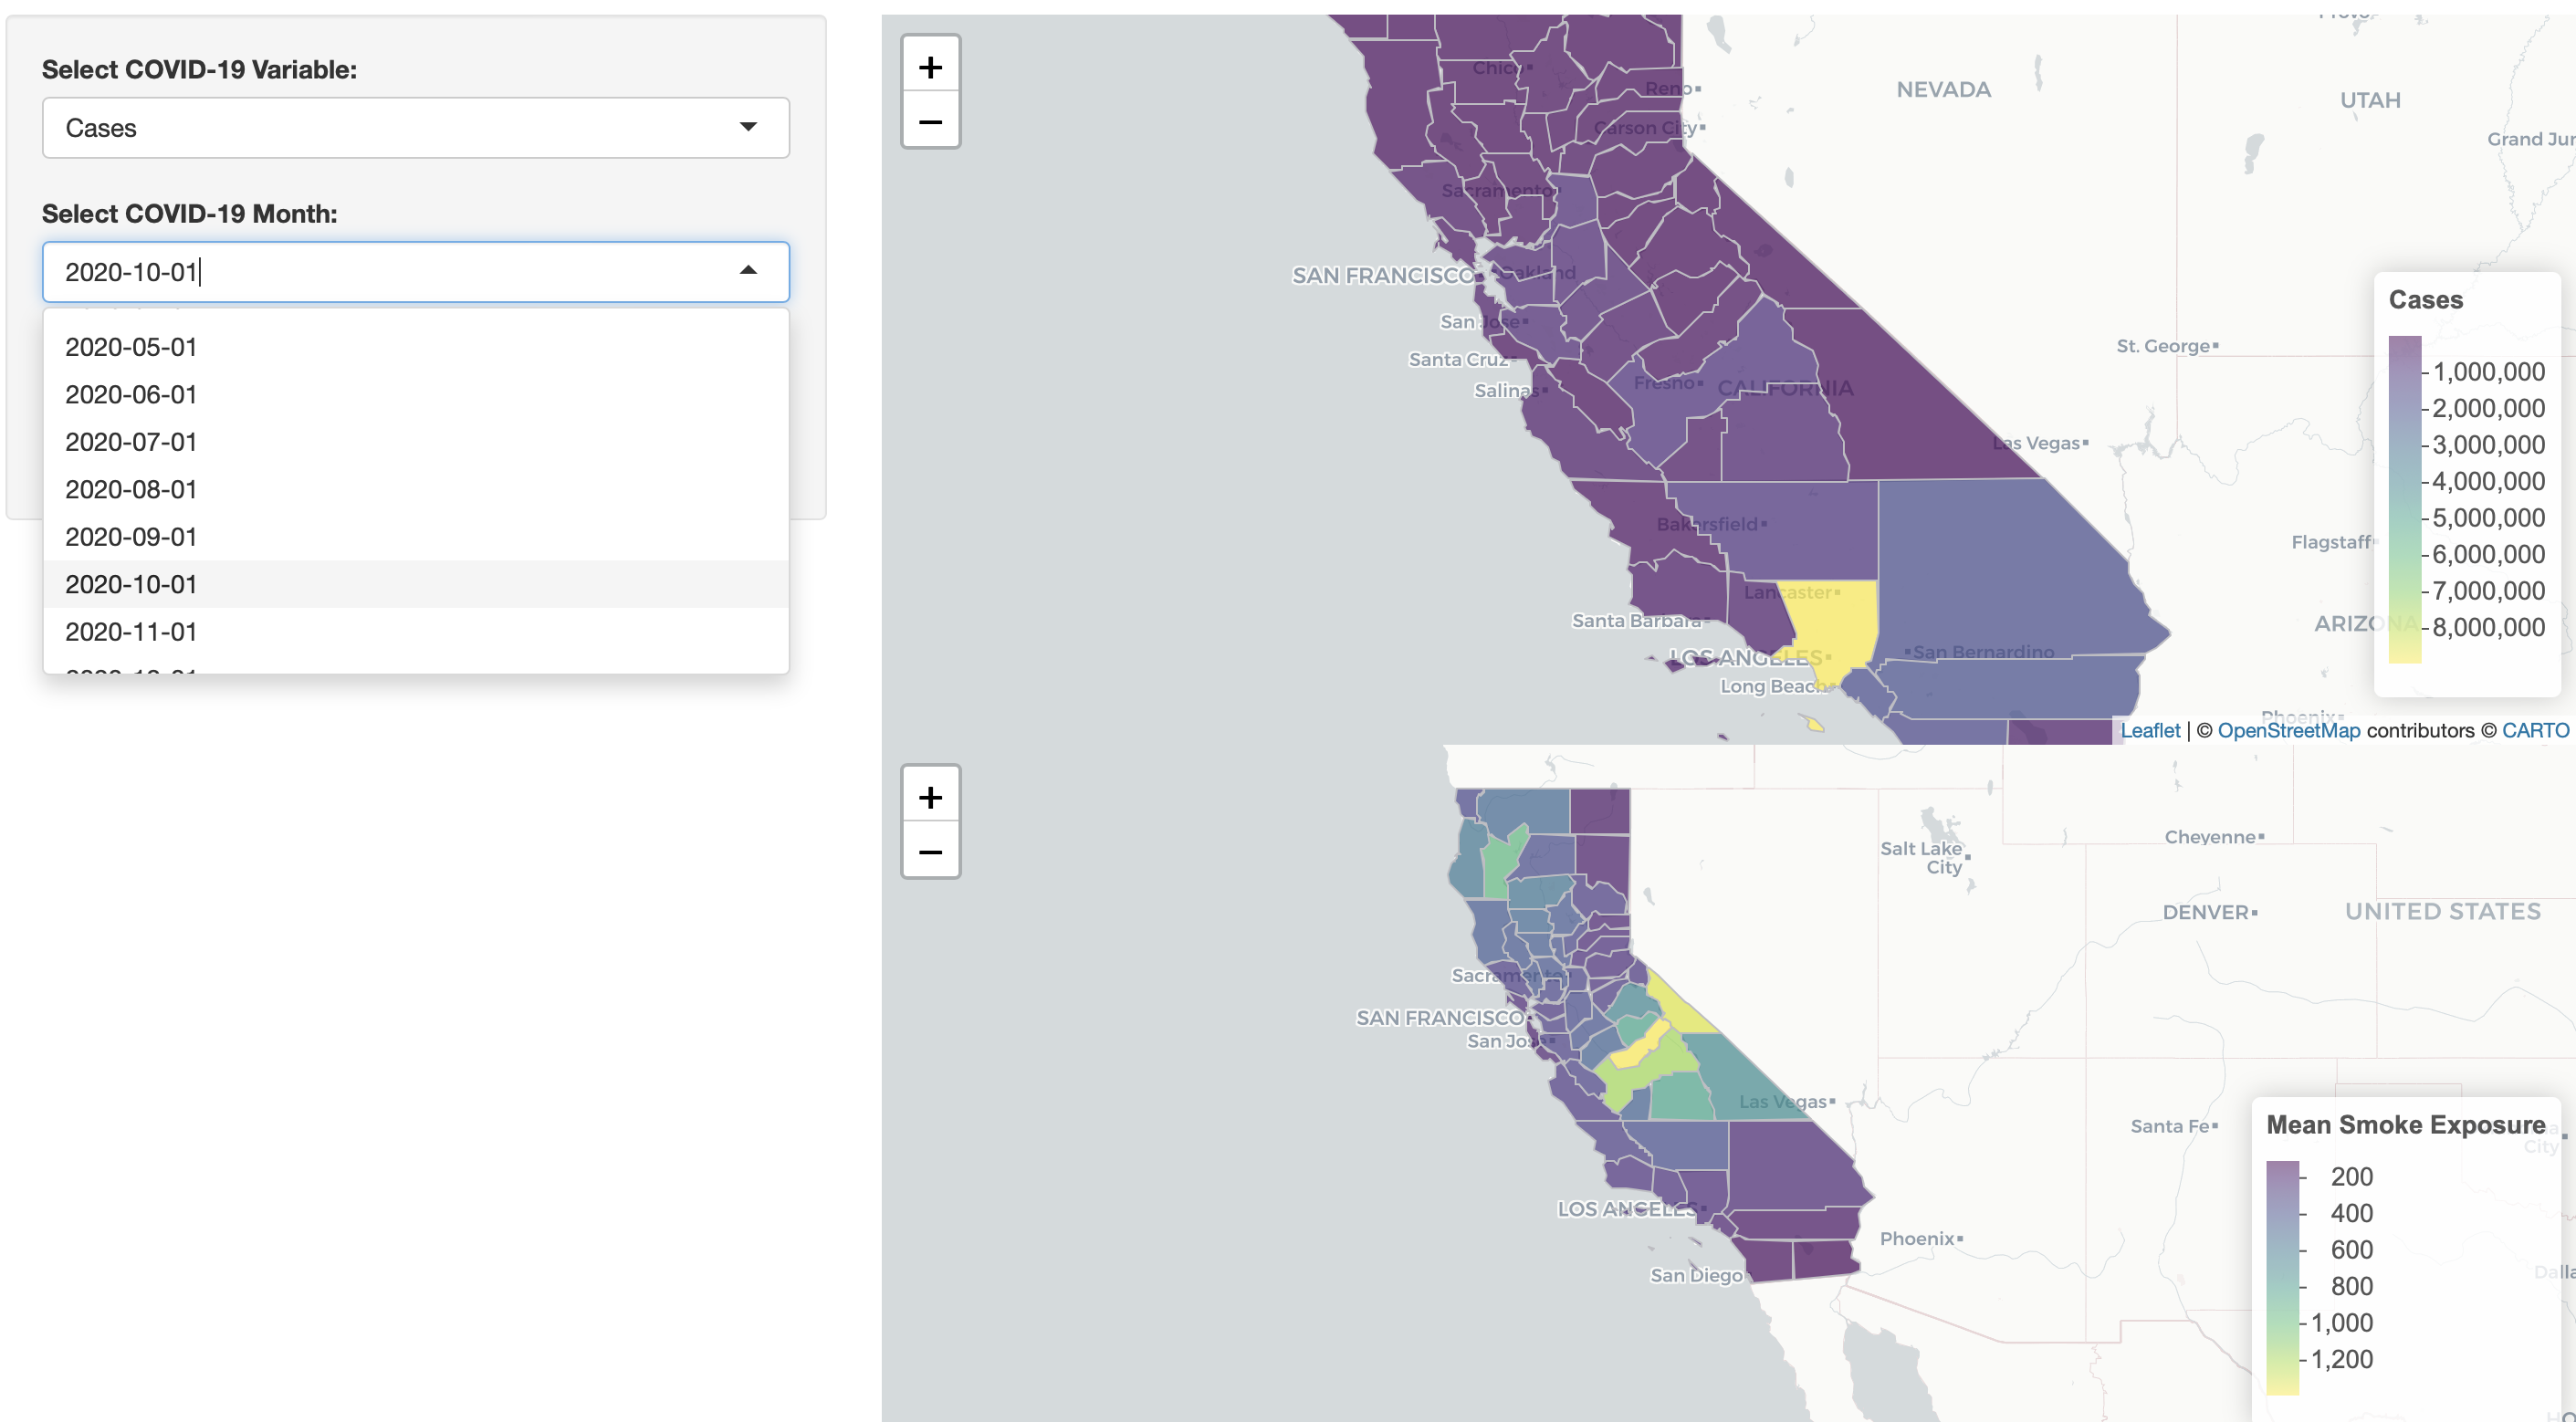 Select COVID-19 Variable:
Cases
Select COVID-19 Month:
2020-10-01
2020-05-01
2020-06-01
2020-07-01
2020-08-01
2020-09-01
2020-10-01
2020-11-01
+
−
Chico
Reno
Carson City
NEVADA
UTAH
Grand Jun
Sacramento
SAN FRANCISCO
Oakland
San Jose
Santa Cruz
Salinas
Fresno
CALIFORNIA
St. George
Las Vegas
Bakersfield
Flagstaff
Lancaster
Santa Barbara
LOS ANGELES
San Bernardino
Long Beach
ARIZONA
Phoenix
Cases
1,000,000
2,000,000
3,000,000
4,000,000
5,000,000
6,000,000
7,000,000
8,000,000
Leaflet | © OpenStreetMap contributors © CARTO
+
−
Salt Lake
City
Cheyenne
DENVER
UNITED STATES
Sacramento
SAN FRANCISCO
San Jose
Las Vegas
Santa Fe
LOS ANGELES
Phoenix
San Diego
City
Dalla
Mean Smoke Exposure
200
400
600
800
1,000
1,200